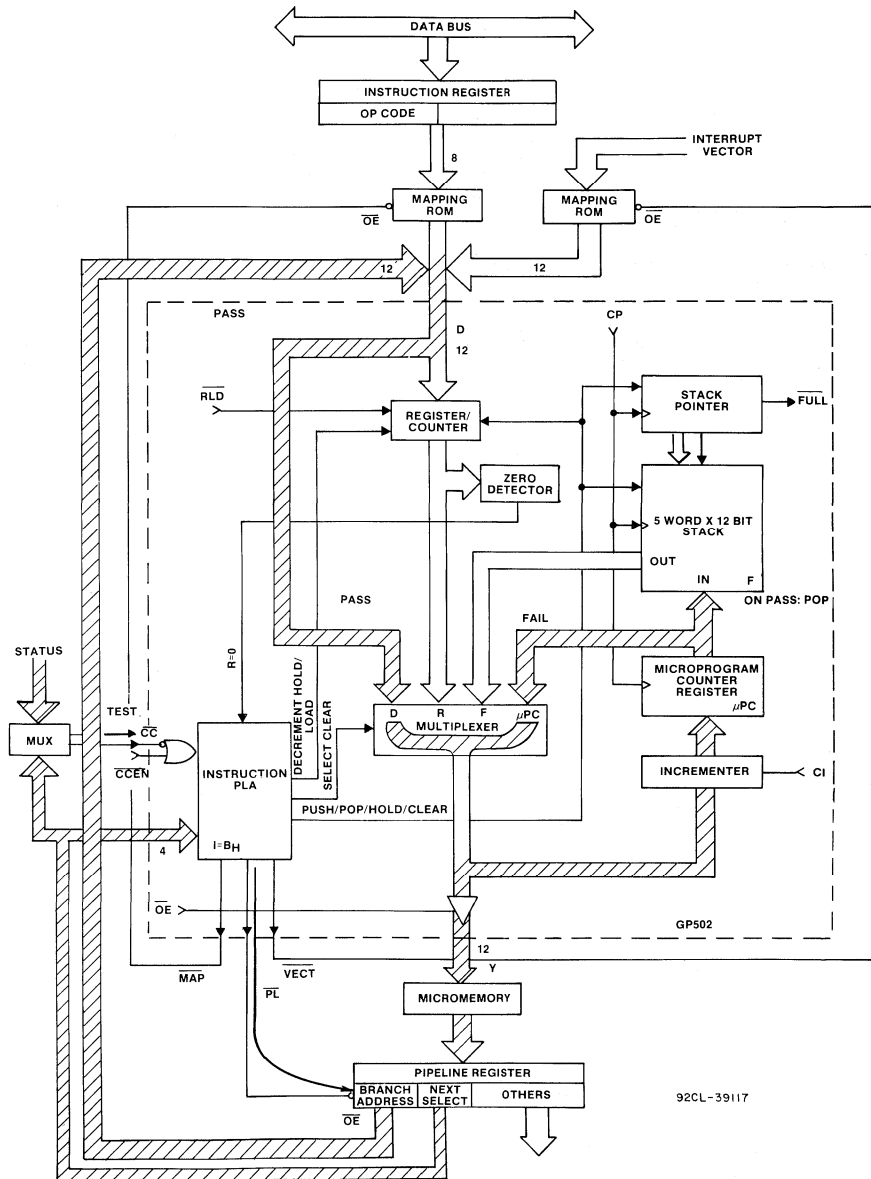 DATA BUS
INSTRUCTION REGISTER
OP CODE
8
INTERRUPT
VECTOR
MAPPING
ROM
OE
MAPPING
ROM
OE
12
12
PASS
D
12
CP
RLD
REGISTER/
COUNTER
STACK
POINTER
FULL
ZERO
DETECTOR
5 WORD X 12 BIT
STACK
OUT
IN F
ON PASS: POP
PASS
FAIL
R=0
DECREMENT HOLD/
LOAD
SELECT CLEAR
STATUS
MUX
TEST
CC
CCEN
D R F µPC
MULTIPLEXER
MICROPROGRAM
COUNTER
REGISTER
µPC
INSTRUCTION
PLA
I=BH
INCREMENTER
CI
PUSH/POP/HOLD/CLEAR
4
OE
GP502
12
Y
MAP
PL
VECT
MICROMEMORY
PIPELINE REGISTER
BRANCH
ADDRESS
NEXT
SELECT
OTHERS
OE
92CL-39117